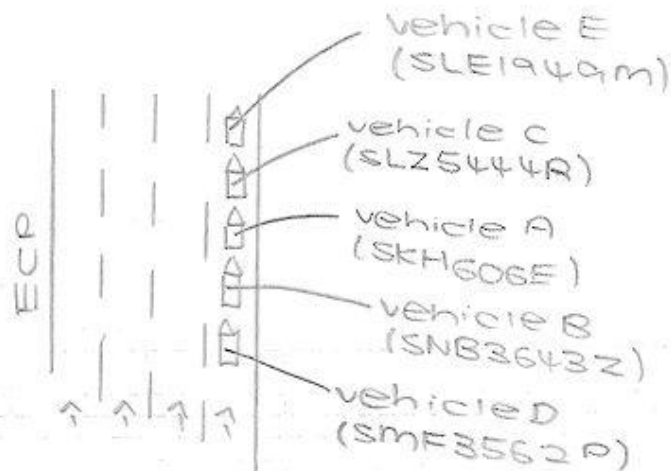 vehicle E
(SLE1949m)
vehicle C
(SLZ5444R)
vehicle A
(SKH606E)
ECP
vehicle B
(SNB3643Z)
vehicle D
(SMF3562P)